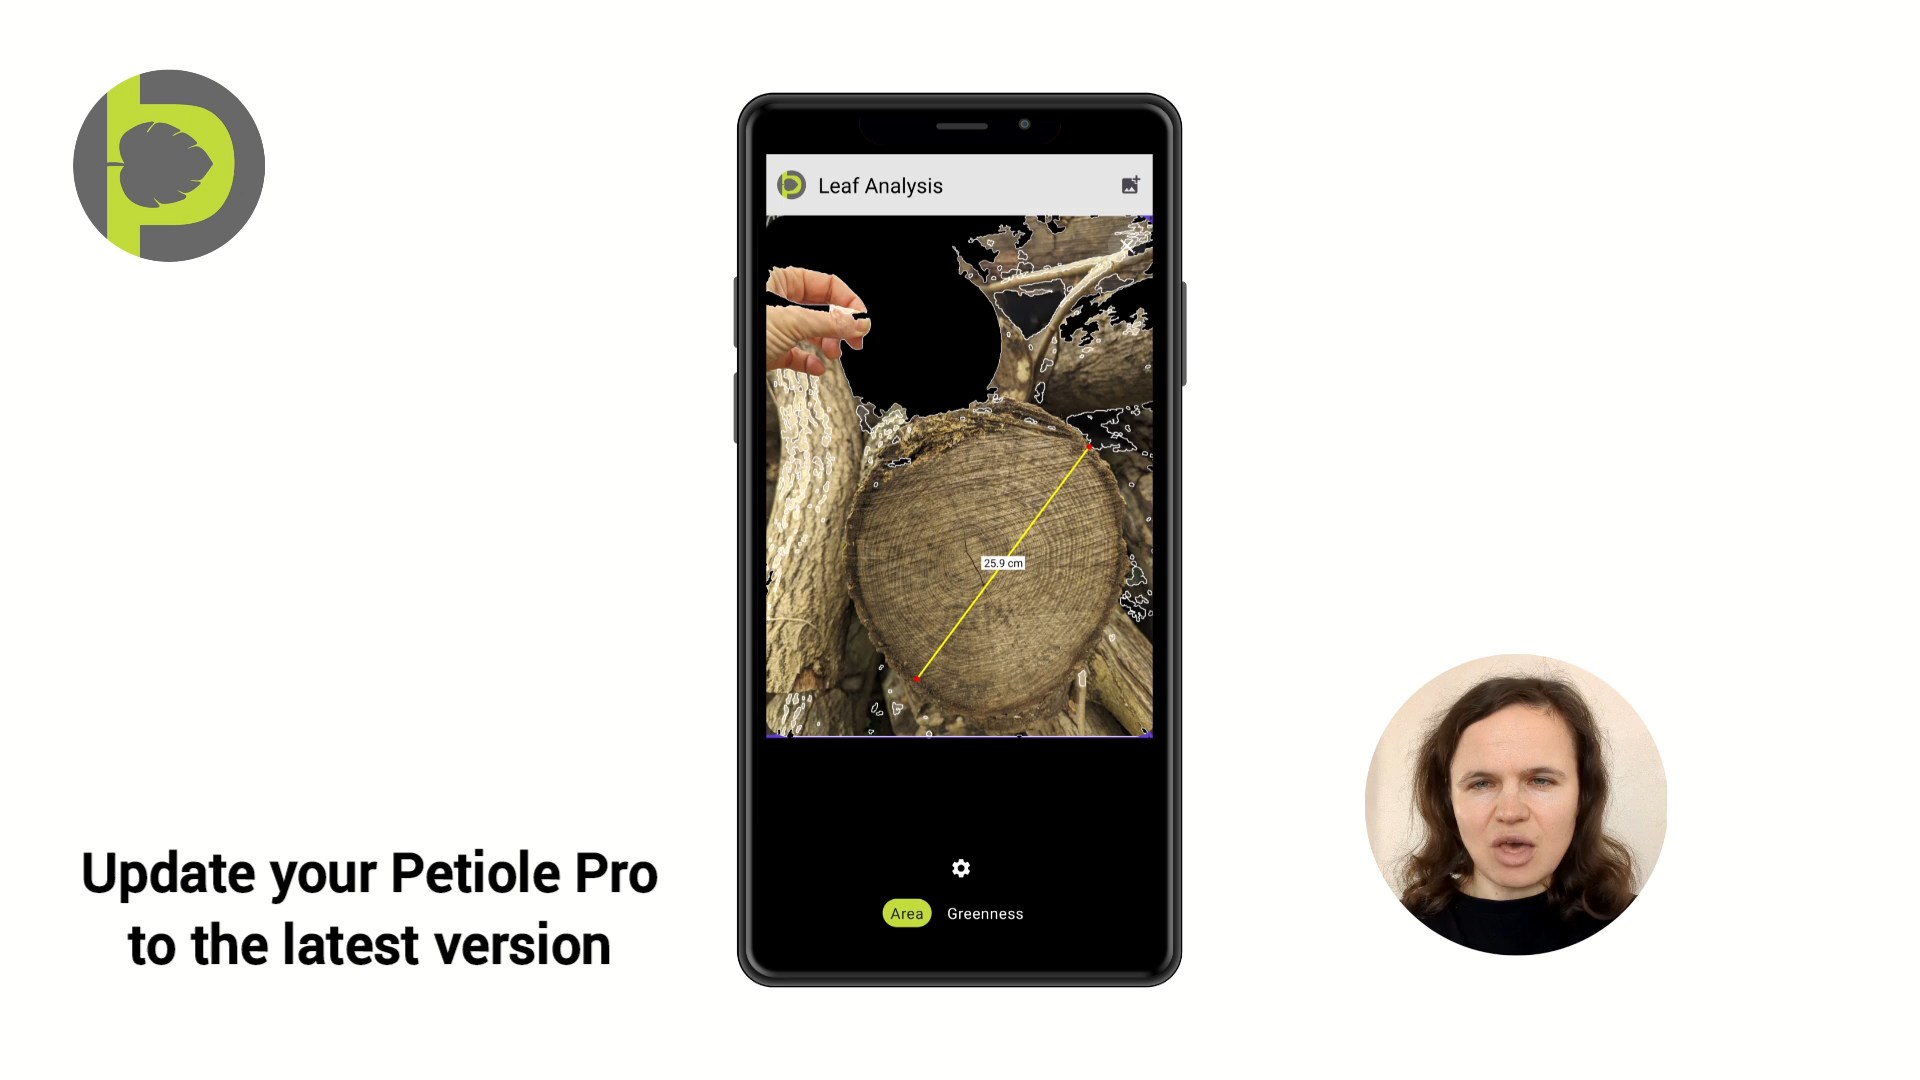 Leaf Analysis
25.9 cm
Area Greenness
Update your Petiole Pro
to the latest version